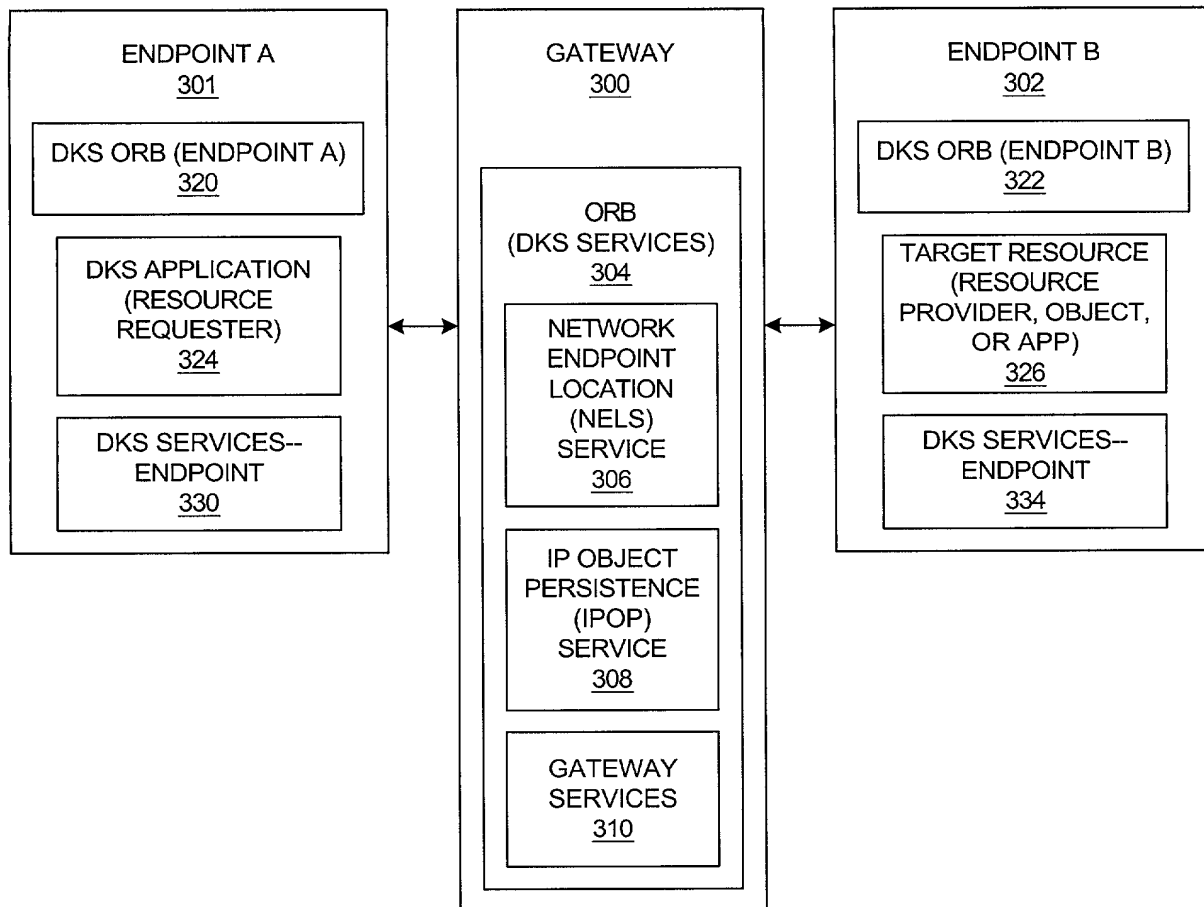 ENDPOINT A
301
DKS ORB (ENDPOINT A)
320
DKS APPLICATION
(RESOURCE
REQUESTER)
324
DKS SERVICES--
ENDPOINT
330
GATEWAY
300
ORB
(DKS SERVICES)
304
NETWORK
ENDPOINT
LOCATION
(NELS)
SERVICE
306
IP OBJECT
PERSISTENCE
(IPOP)
SERVICE
308
GATEWAY
SERVICES
310
ENDPOINT B
302
DKS ORB (ENDPOINT B)
322
TARGET RESOURCE
(RESOURCE
PROVIDER, OBJECT,
OR APP)
326
DKS SERVICES--
ENDPOINT
334